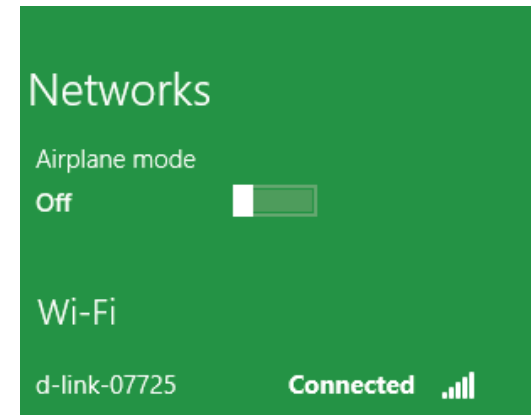 Networks
Airplane mode
Off
Wi-Fi
d-link-07725 Connected